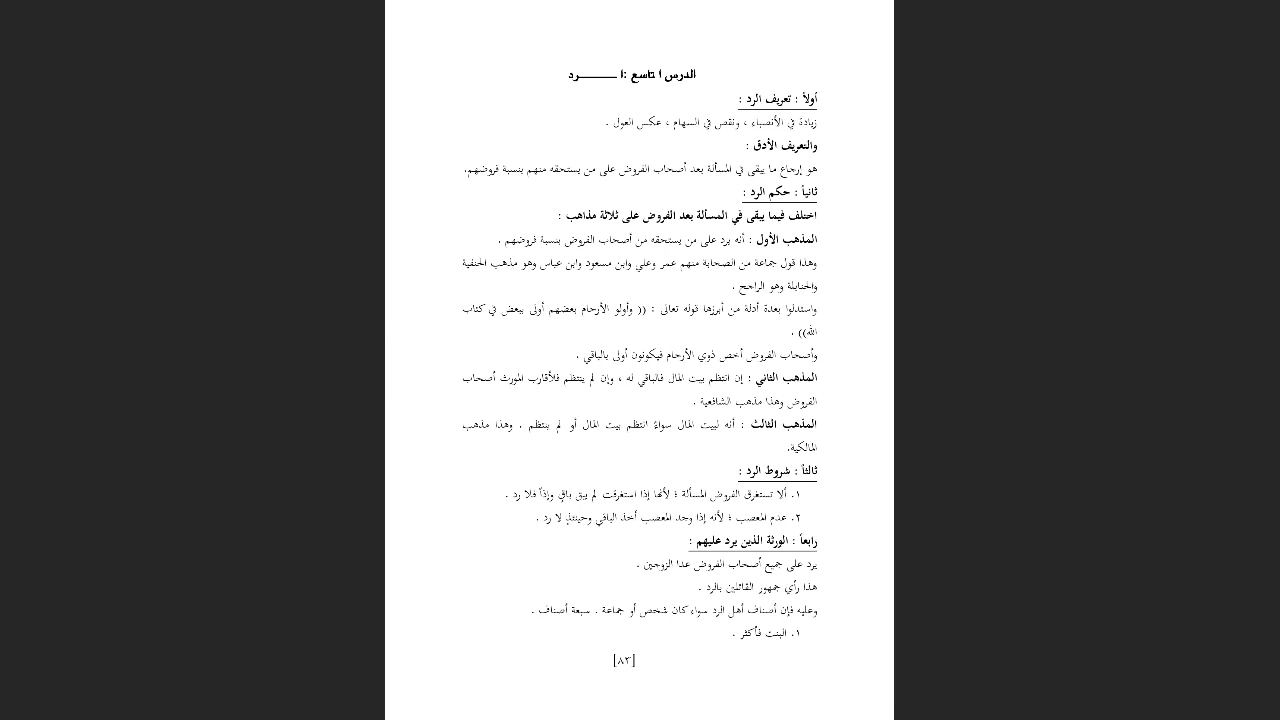 الدرس التاسع :الـــــــرد
أولاً : تعريف الرد :
زيادة في الأنصباء ، ونقص في السهام ، عكس العول .
والتعريف الأدق :
هو إرجاع ما يبقى في المسألة بعد أصحاب الفروض على من يستحقه منهم بنسبة فروضهم.
ثانياً : حكم الرد :
اختلف فيما يبقى في المسألة بعد الفروض على ثلاثة مذاهب :
المذهب الأول : أنه يرد على من يستحقه من أصحاب الفروض بنسبة فروضهم .
وهذا قول جماعة من الصحابة منهم عمر وعلي وابن مسعود وابن عباس وهو مذهب الحنفية
والحنابلة وهو الراجح .
واستدلوا بعدة أدلة من أبرزها قوله تعالى : (( وأولو الأرحام بعضهم أولى ببعض في كتاب
الله)) .
وأصحاب الفروض أخص ذوي الأرحام فيكونون أولى بالباقي .
المذهب الثاني : إن انتظم بيت المال فالباقي له ، وإن لم ينتظم فلأقارب المورث أصحاب
الفروض وهذا مذهب الشافعية .
المذهب الثالث : أنه لبيت المال سواءً انتظم بيت المال أو لم ينتظم . وهذا مذهب
المالكية.
ثالثاً : شروط الرد :
١. ألا تستغرق الفروض المسألة ؛ لأنها إذا استغرقت لم يبق باقٍ وإذاً فلا رد .
٢. عدم المعصب ؛ لأنه إذا وجد المعصب أخذ الباقي وحينئذٍ لا رد .
رابعاً : الورثة الذين يرد عليهم :
يرد على جميع أصحاب الفروض عدا الزوجين .
هذا رأي جمهور القائلين بالرد .
وعليه فإن أصناف أهل الرد سواء كان شخص أو جماعة . سبعة أصناف .
١. البنت فأكثر .
[٨٣]